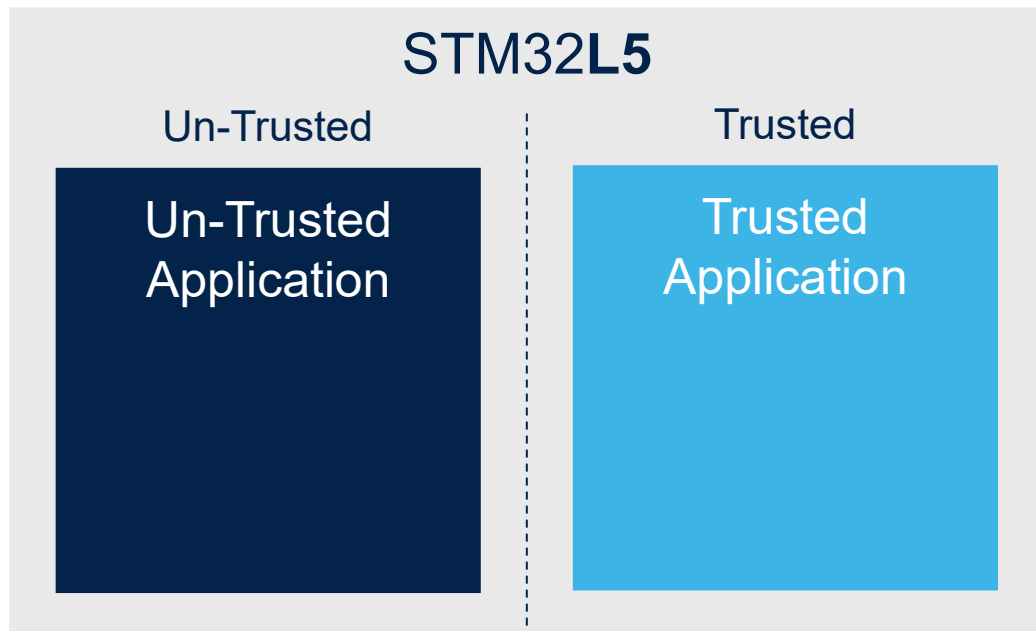 STM32L5
Un-Trusted
Trusted
Un-Trusted
Application
Trusted
Application